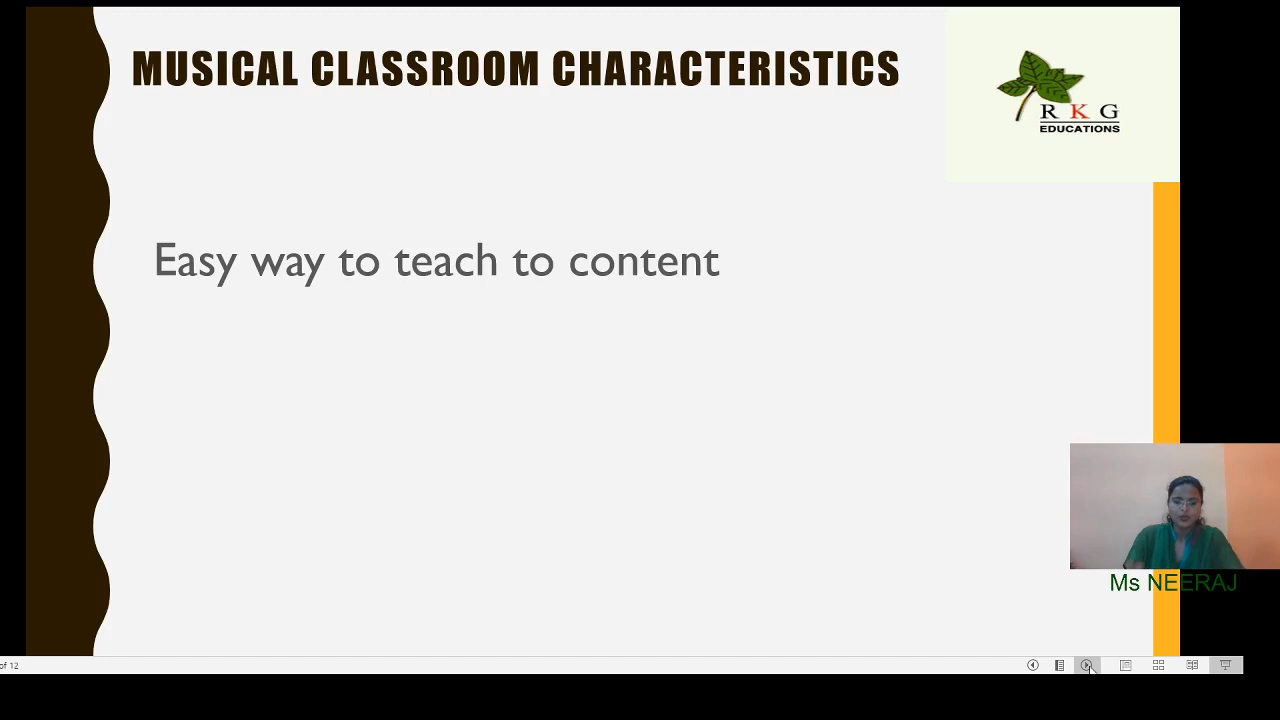 MUSICAL CLASSROOM CHARACTERISTICS
R K G
EDUCATIONS
Easy way to teach to content
Ms NEERAJ
of 12